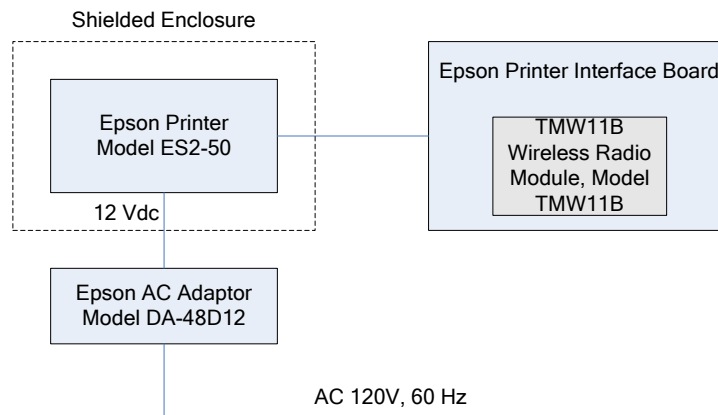 Shielded Enclosure
Epson Printer
Model ES2-50
12 Vdc
Epson Printer Interface Board
TMW11B
Wireless Radio
Module, Model
TMW11B
Epson AC Adaptor
Model DA-48D12
AC 120V, 60 Hz